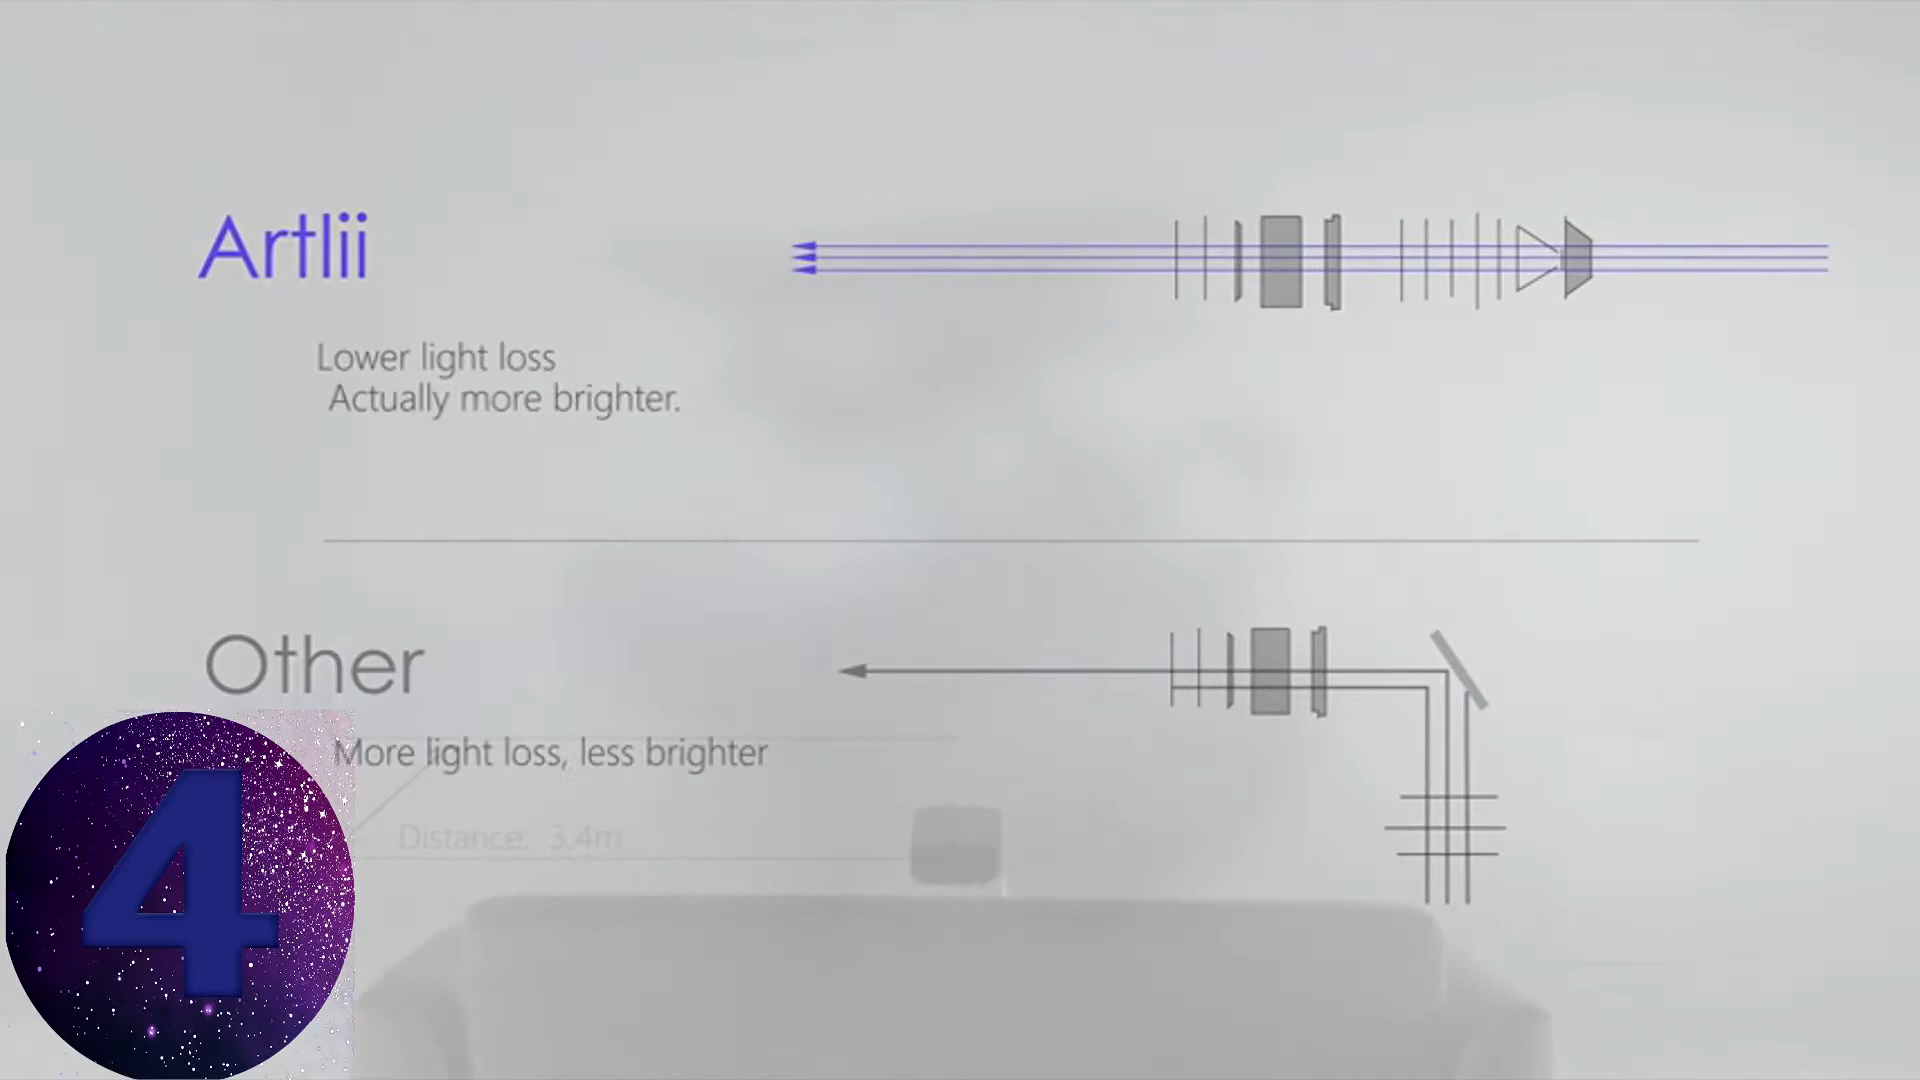 Artlii
Lower light loss
Actually more brighter.
Other
More light loss, less brighter
Distance: 3.4m
4